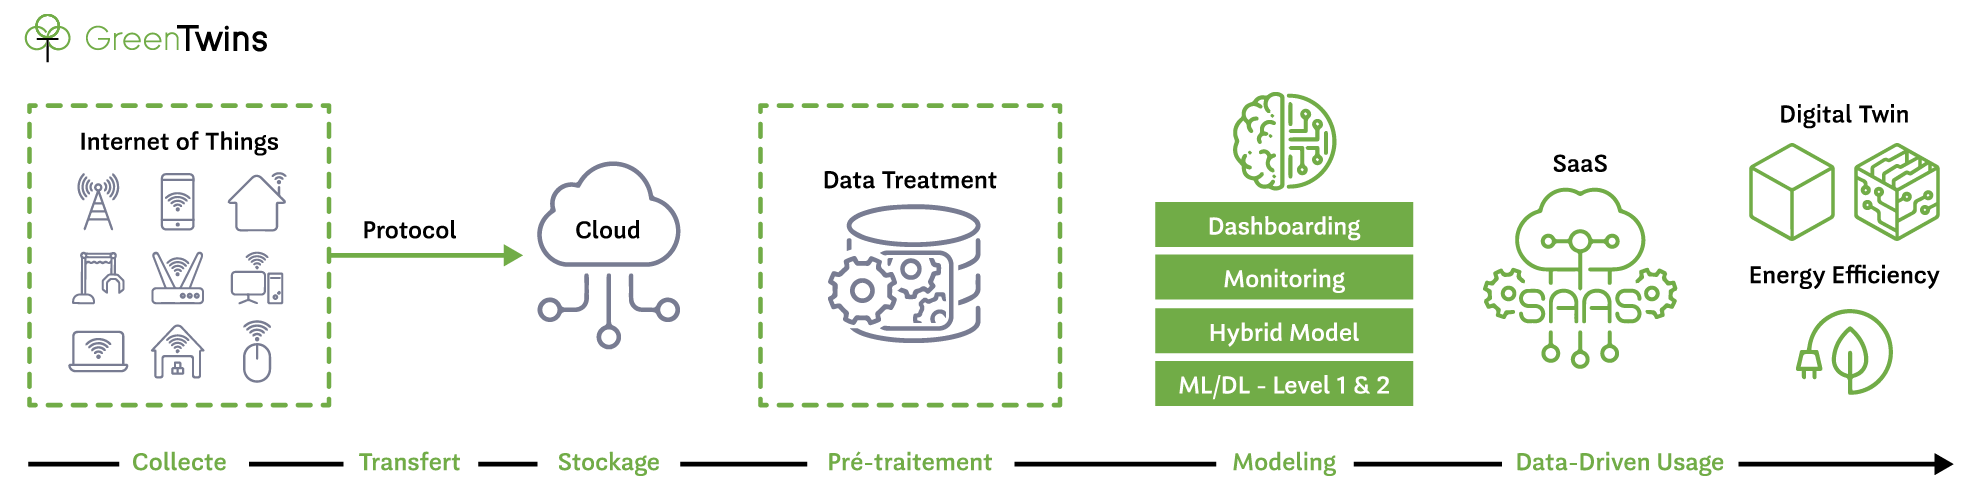 GreenTwins
Internet of Things
Protocol
Cloud
Data Treatment
Dashboarding
Monitoring
Hybrid Model
ML/DL - Level 1 & 2
SaaS
SAAS
Digital Twin
Energy Efficiency
Collecte
Transfert
Stockage
Pré-traitement
Modeling
Data-Driven Usage